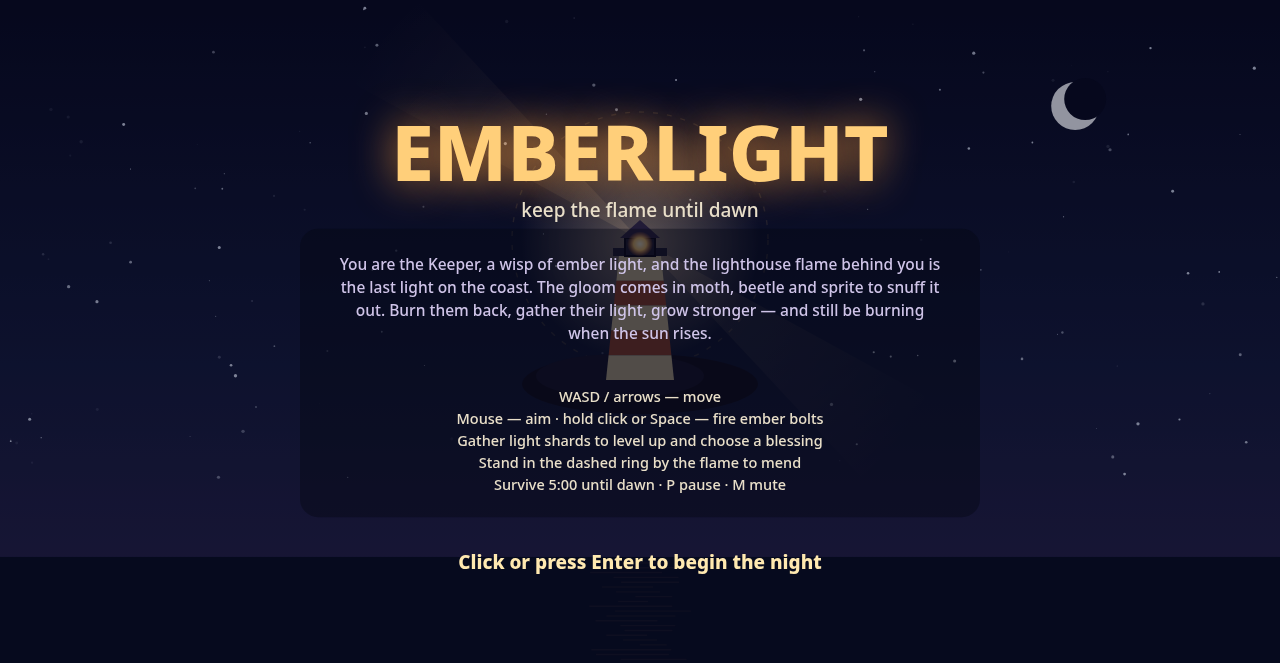 EMBERLIGHT
keep the flame until dawn
You are the Keeper, a wisp of ember light, and the lighthouse flame behind you is
the last light on the coast. The gloom comes in moth, beetle and sprite to snuff it
out. Burn them back, gather their light, grow stronger — and still be burning
when the sun rises.
WASD / arrows — move
Mouse — aim · hold click or Space — fire ember bolts
Gather light shards to level up and choose a blessing
Stand in the dashed ring by the flame to mend
Survive 5:00 until dawn · P pause · M mute
Click or press Enter to begin the night